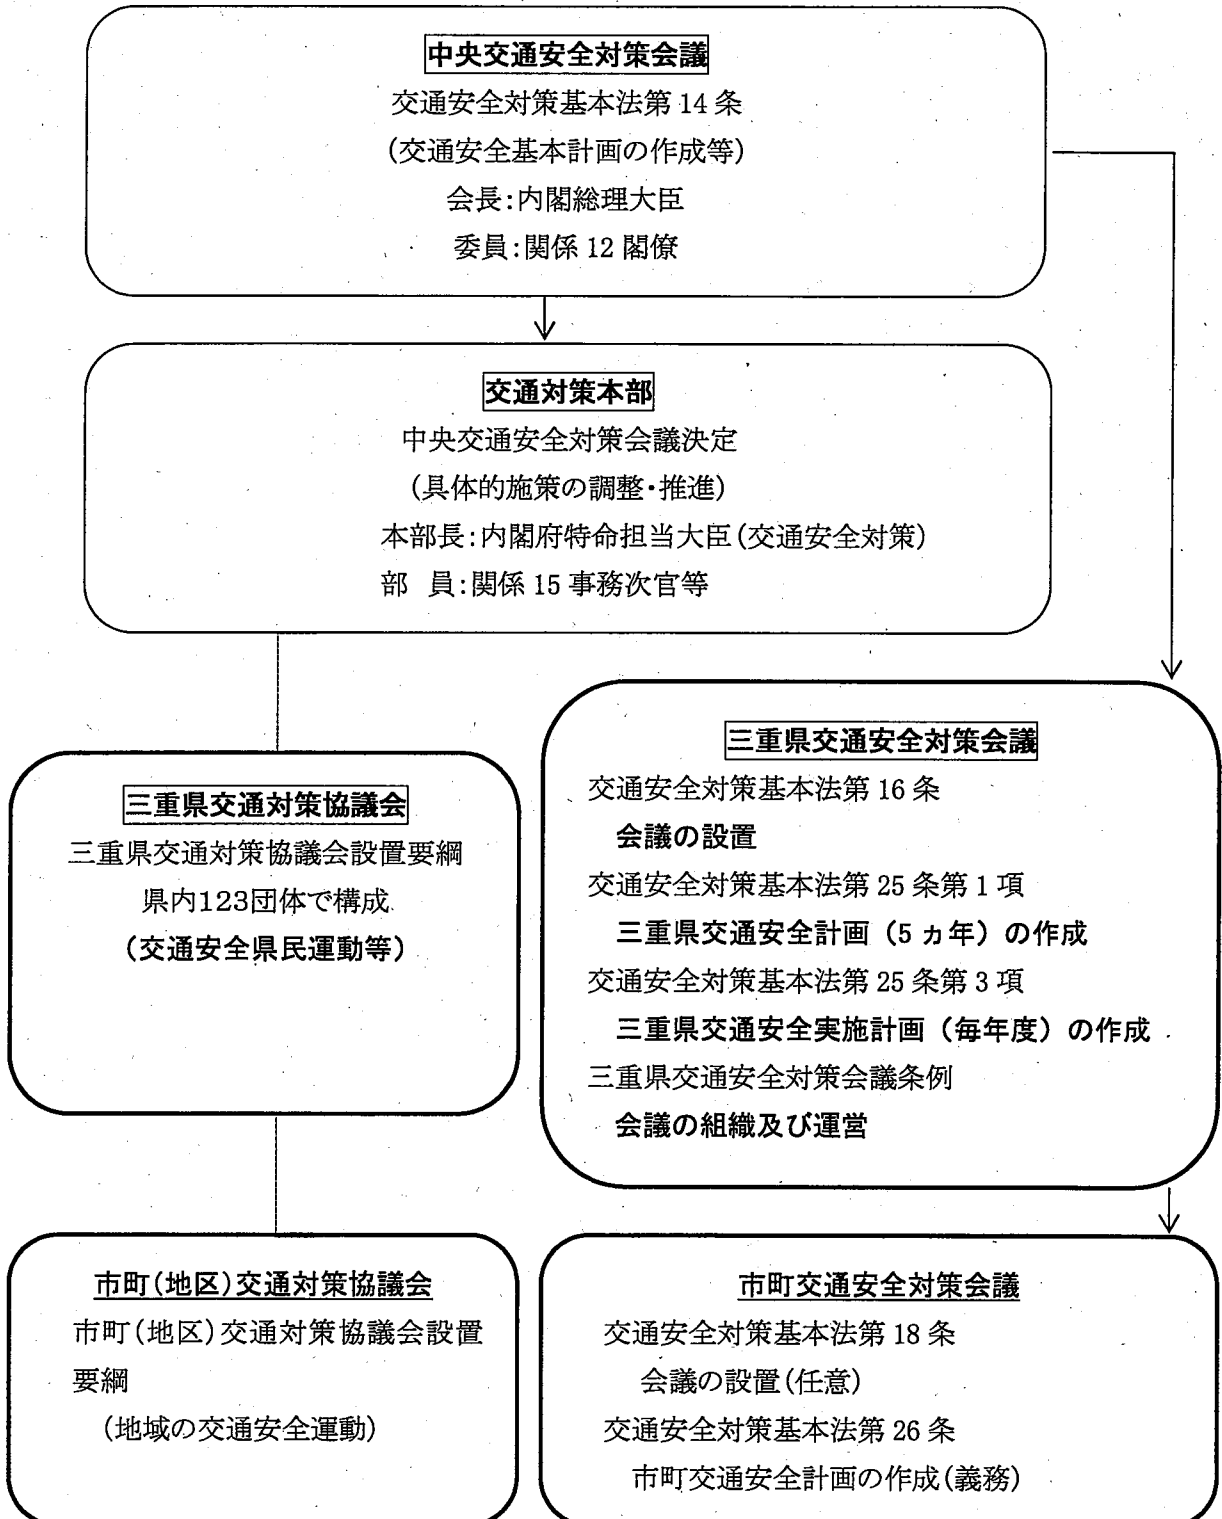 中央交通安全対策会議
交通安全対策基本法第 14 条
(交通安全基本計画の作成等)
会長:内閣総理大臣
委員:関係 12 閣僚
交通対策本部
中央交通安全対策会議決定
(具体的施策の調整・推進)
本部長:内閣府特命担当大臣(交通安全対策)
部 員:関係 15 事務次官等
三重県交通対策協議会
三重県交通対策協議会設置要綱
県内123団体で構成
(交通安全県民運動等)
三重県交通安全対策会議
交通安全対策基本法第 16 条
会議の設置
交通安全対策基本法第 25 条第 1 項
三重県交通安全計画（5 ヵ年）の作成
交通安全対策基本法第 25 条第 3 項
三重県交通安全実施計画（毎年度）の作成
三重県交通安全対策会議条例
会議の組織及び運営
市町(地区)交通対策協議会
市町(地区)交通対策協議会設置
要綱
(地域の交通安全運動)
市町交通安全対策会議
交通安全対策基本法第 18 条
会議の設置(任意)
交通安全対策基本法第 26 条
市町交通安全計画の作成(義務)